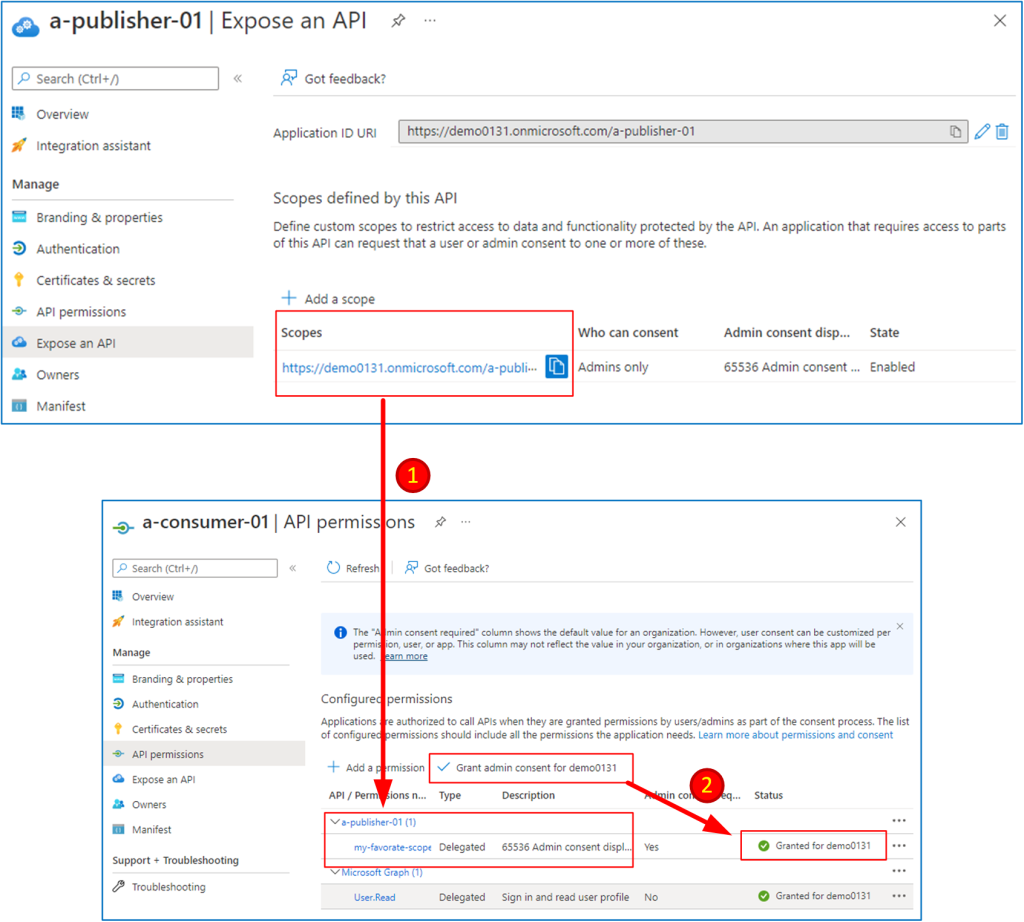 a-publisher-01 | Expose an API
Search (Ctrl+/)
Got feedback?
Overview
Integration assistant
Manage
Branding & properties
Authentication
Certificates & secrets
API permissions
Expose an API
Owners
Manifest
Application ID URI
https://demo0131.onmicrosoft.com/a-publisher-01
Scopes defined by this API
Define custom scopes to restrict access to data and functionality protected by the API. An application that requires access to parts
of this API can request that a user or admin consent to one or more of these.
Add a scope
Scopes Who can consent Admin consent disp... State
https://demo0131.onmicrosoft.com/a-publi... Admins only 65536 Admin consent ... Enabled
1
a-consumer-01 | API permissions
Search (Ctrl+/)
Refresh Got feedback?
Overview
Integration assistant
Manage
Branding & properties
Authentication
Certificates & secrets
API permissions
Expose an API
Owners
Manifest
Support + Troubleshooting
Troubleshooting
The "Admin consent required" column shows the default value for an organization. However, user consent can be customized per
permission, user, or app. This column may not reflect the value in your organization, or in organizations where this app will be
used. Learn more
Configured permissions
Applications are authorized to call APIs when they are granted permissions by users/admins as part of the consent process. The list
of configured permissions should include all the permissions the application needs. Learn more about permissions and consent
Add a permission Grant admin consent for demo0131
2
API / Permissions n... Type Description Admin con Status
a-publisher-01 (1)
my-favorate-scope Delegated 65536 Admin consent displ... Yes Granted for demo0131
Microsoft Graph (1)
User.Read Delegated Sign in and read user profile No Granted for demo0131